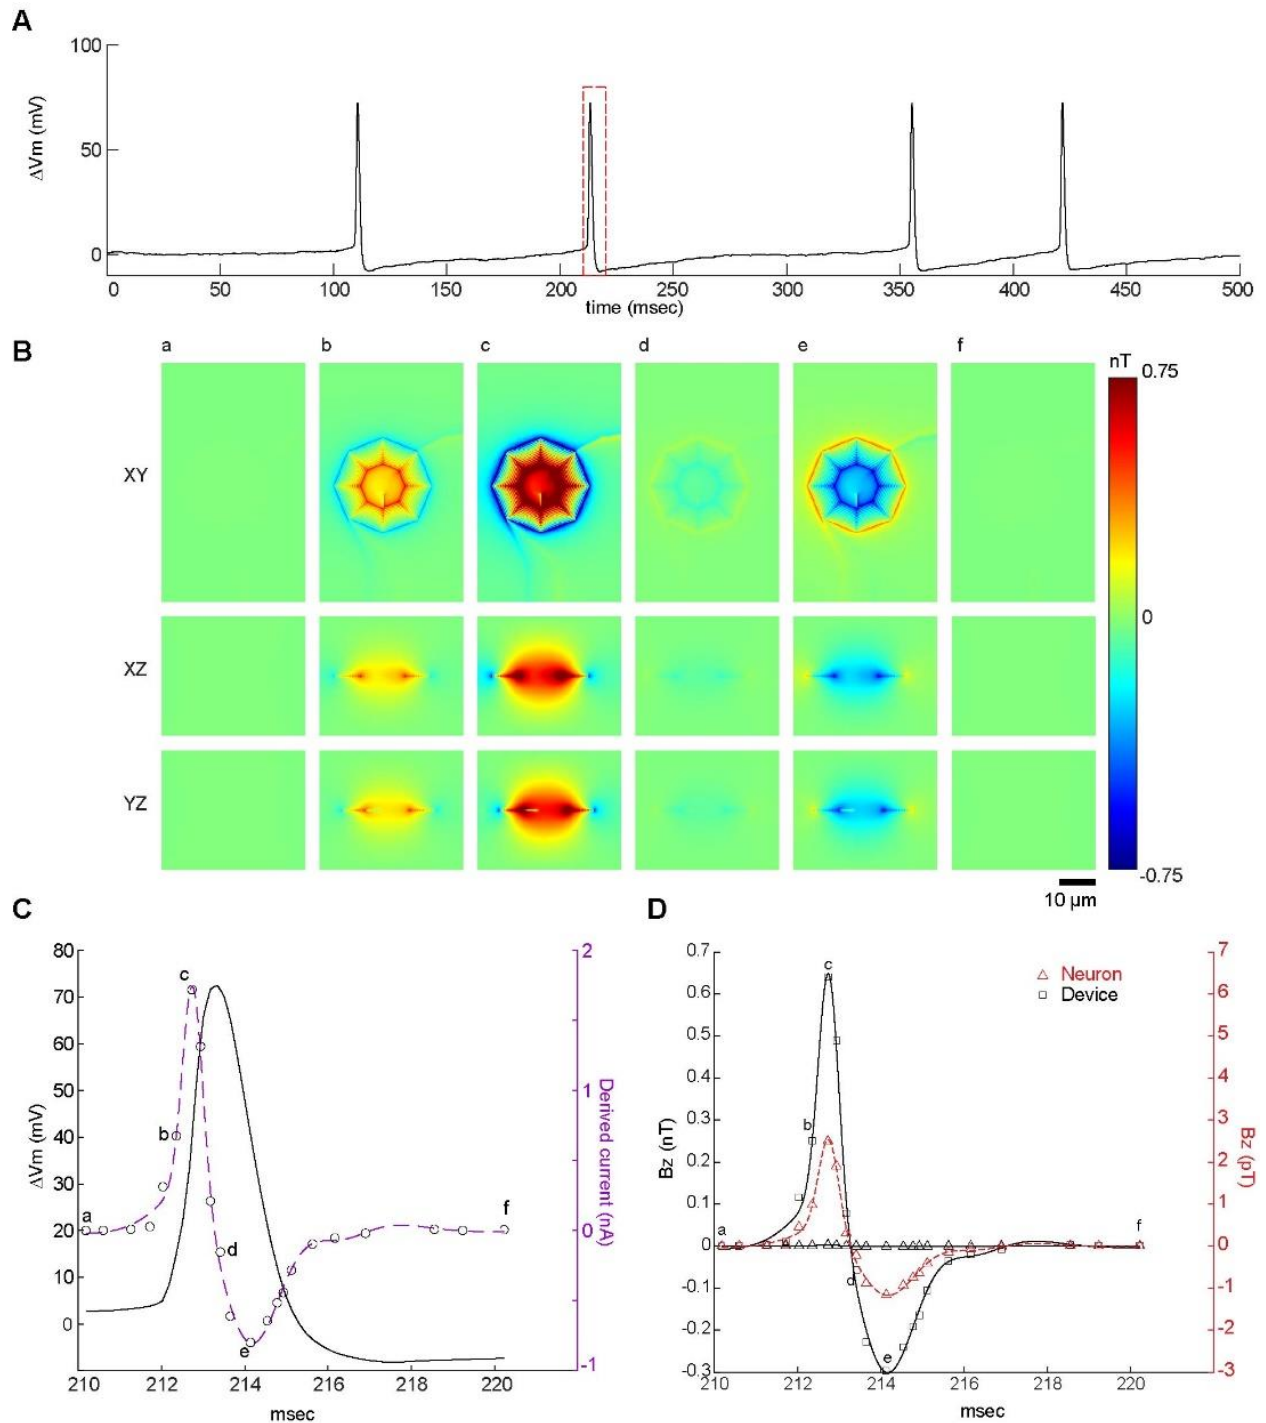 A
100
50
0
ΔVm (mV)
0 50 100 150 200 250 300 350 400 450 500
time (msec)
B
a b c d e f
nT
0.75
XY
0
XZ
YZ
-0.75
10 µm
C
80
70
60
50
40
30
20
10
0
ΔVm (mV)
2
1
0
-1
Derived current (nA)
a b c d e f
210 212 214 216 218 220
msec
D
0.7
0.6
0.5
0.4
0.3
0.2
0.1
0
-0.1
-0.2
-0.3
Bz (nT)
7
6
5
4
3
2
1
0
-1
-2
-3
Bz (pT)
Neuron
Device
a b c d e f
210 212 214 216 218 220
msec